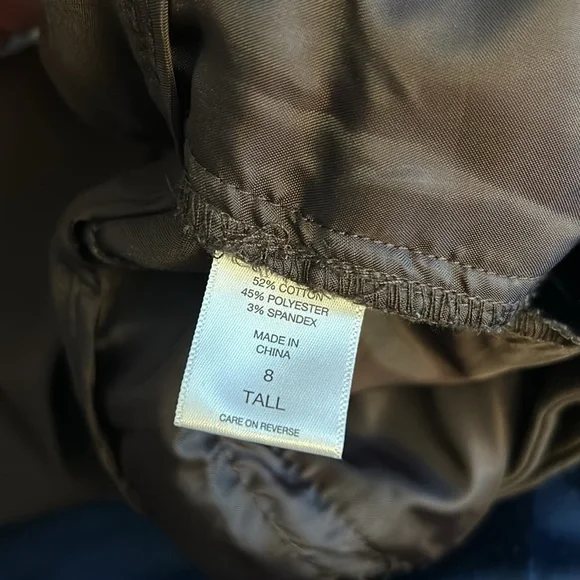 52% COTTON
45% POLYESTER
3% SPANDEX
MADE IN
CHINA
8
TALL
CARE ON REVERSE